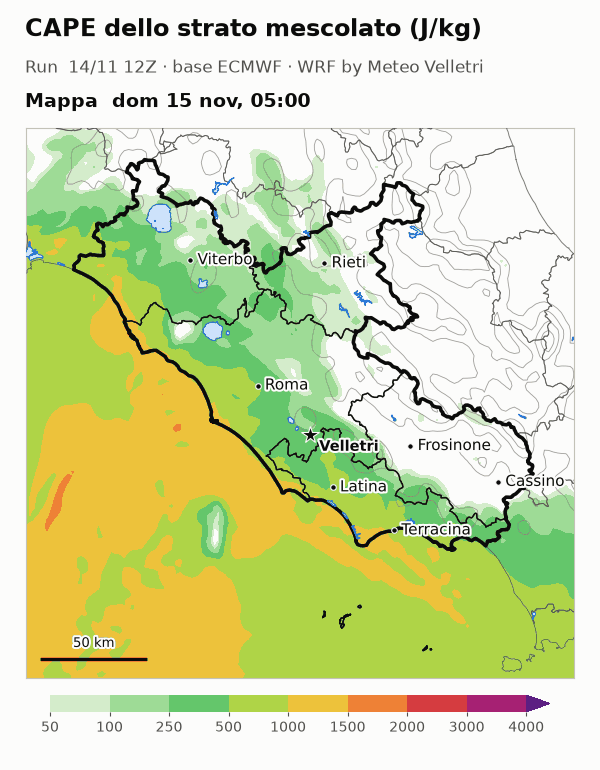 CAPE dello strato mescolato (J/kg)
Run  14/11 12Z · base ECMWF · WRF by Meteo Velletri
Mappa  dom 15 nov, 05:00
Viterbo
Rieti
Roma
Velletri
Frosinone
Cassino
Latina
Terracina
50 km
50 100 250 500 1000 1500 2000 3000 4000